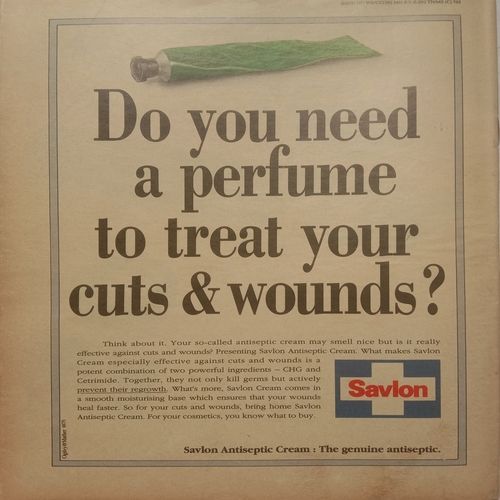 Do you need
a perfume
to treat your
cuts & wounds?
Think about it. Your so-called antiseptic cream may smell nice but is it really
effective against cuts and wounds? Presenting Savlon Antiseptic Cream. What makes Savlon
Cream especially effective against cuts and wounds is a
potent combination of two powerful ingredients – CHG and
Cetrimide. Together, they not only kill germs but actively
prevent their regrowth. What's more, Savlon Cream comes in
a smooth moisturising base which ensures that your wounds
heal faster. So for your cuts and wounds, bring home Savlon
Antiseptic Cream. For your cosmetics, you know what to buy.
Savlon
Savlon Antiseptic Cream : The genuine antiseptic.